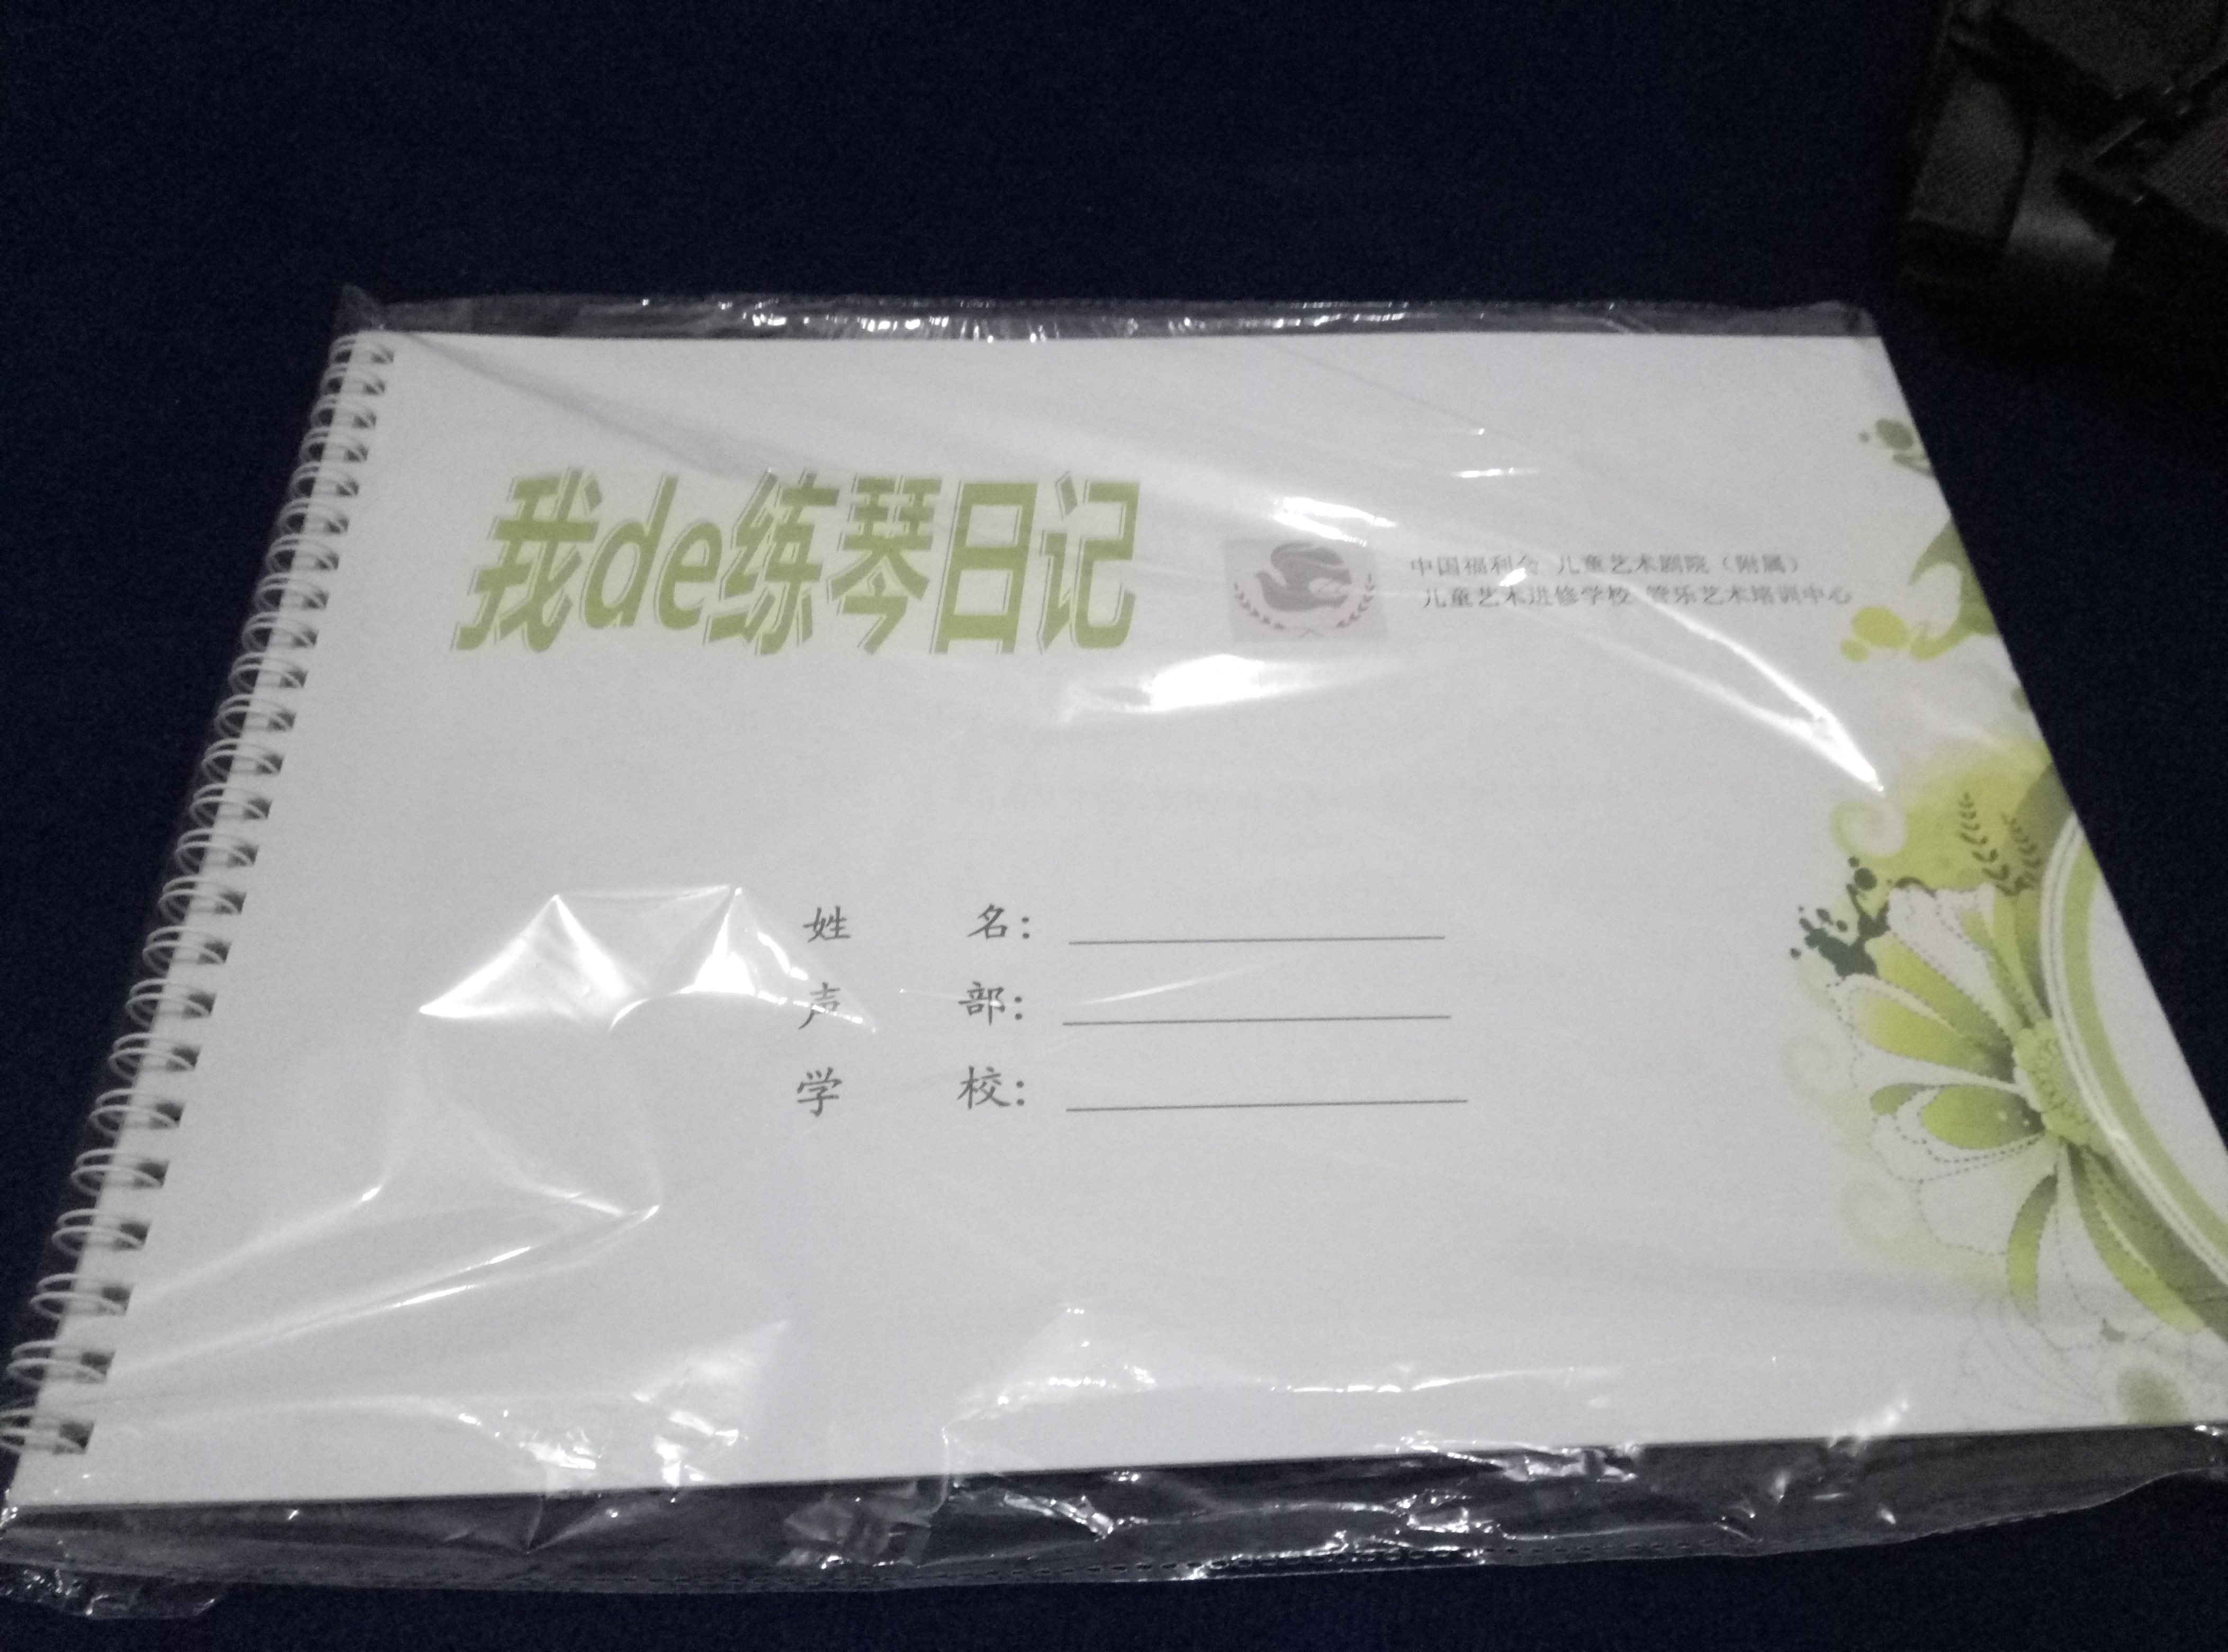 我de练琴日记
中国福利会 儿童艺术剧院（附属）
儿童艺术进修学校 管乐艺术培训中心
姓 名：
声 部：
学 校：